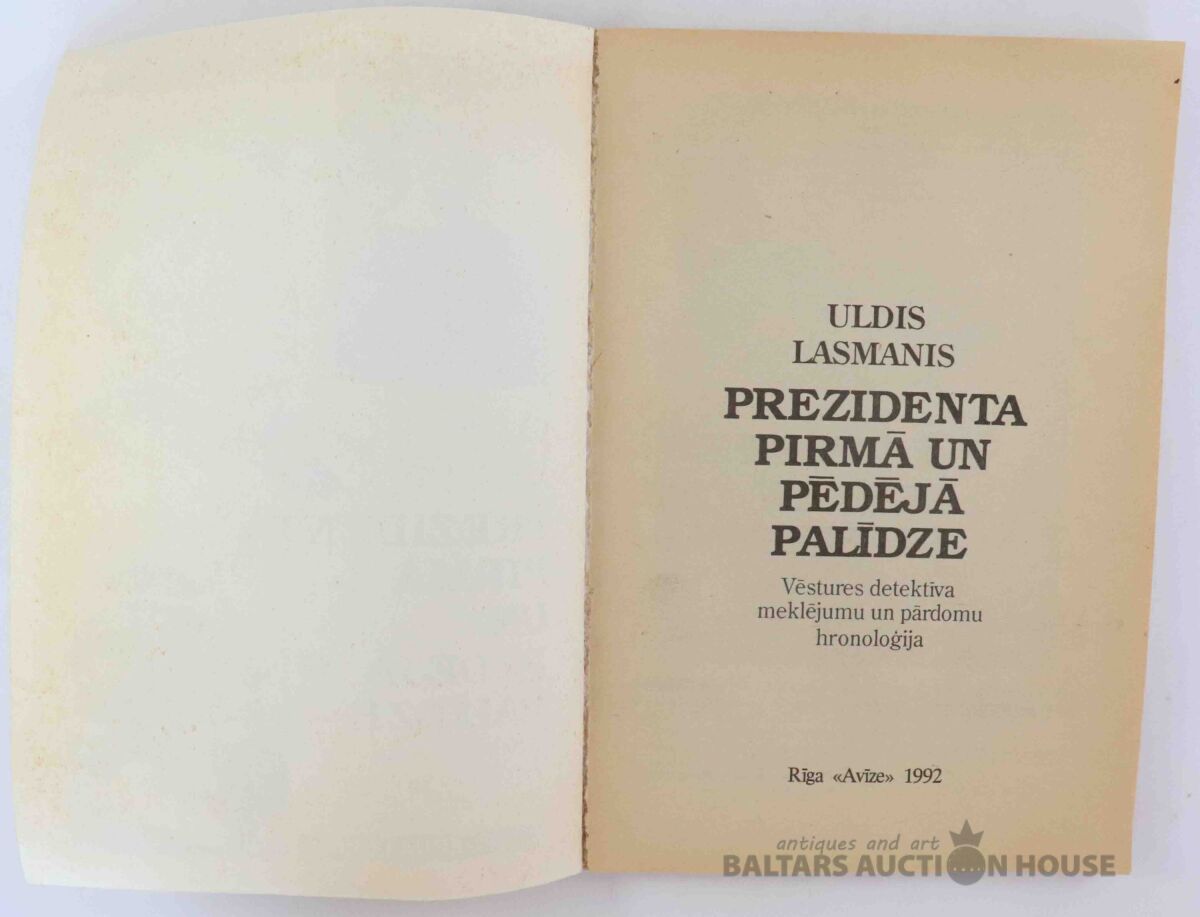 ULDIS
LASMANIS
PREZIDENTA
PIRMĀ UN
PĒDĒJĀ
PALĪDZE
Vēstures detektīva
meklējumu un pārdomu
hronoloģija
Rīga «Avīze» 1992
antiques and art
BALTARS AUCTION HOUSE